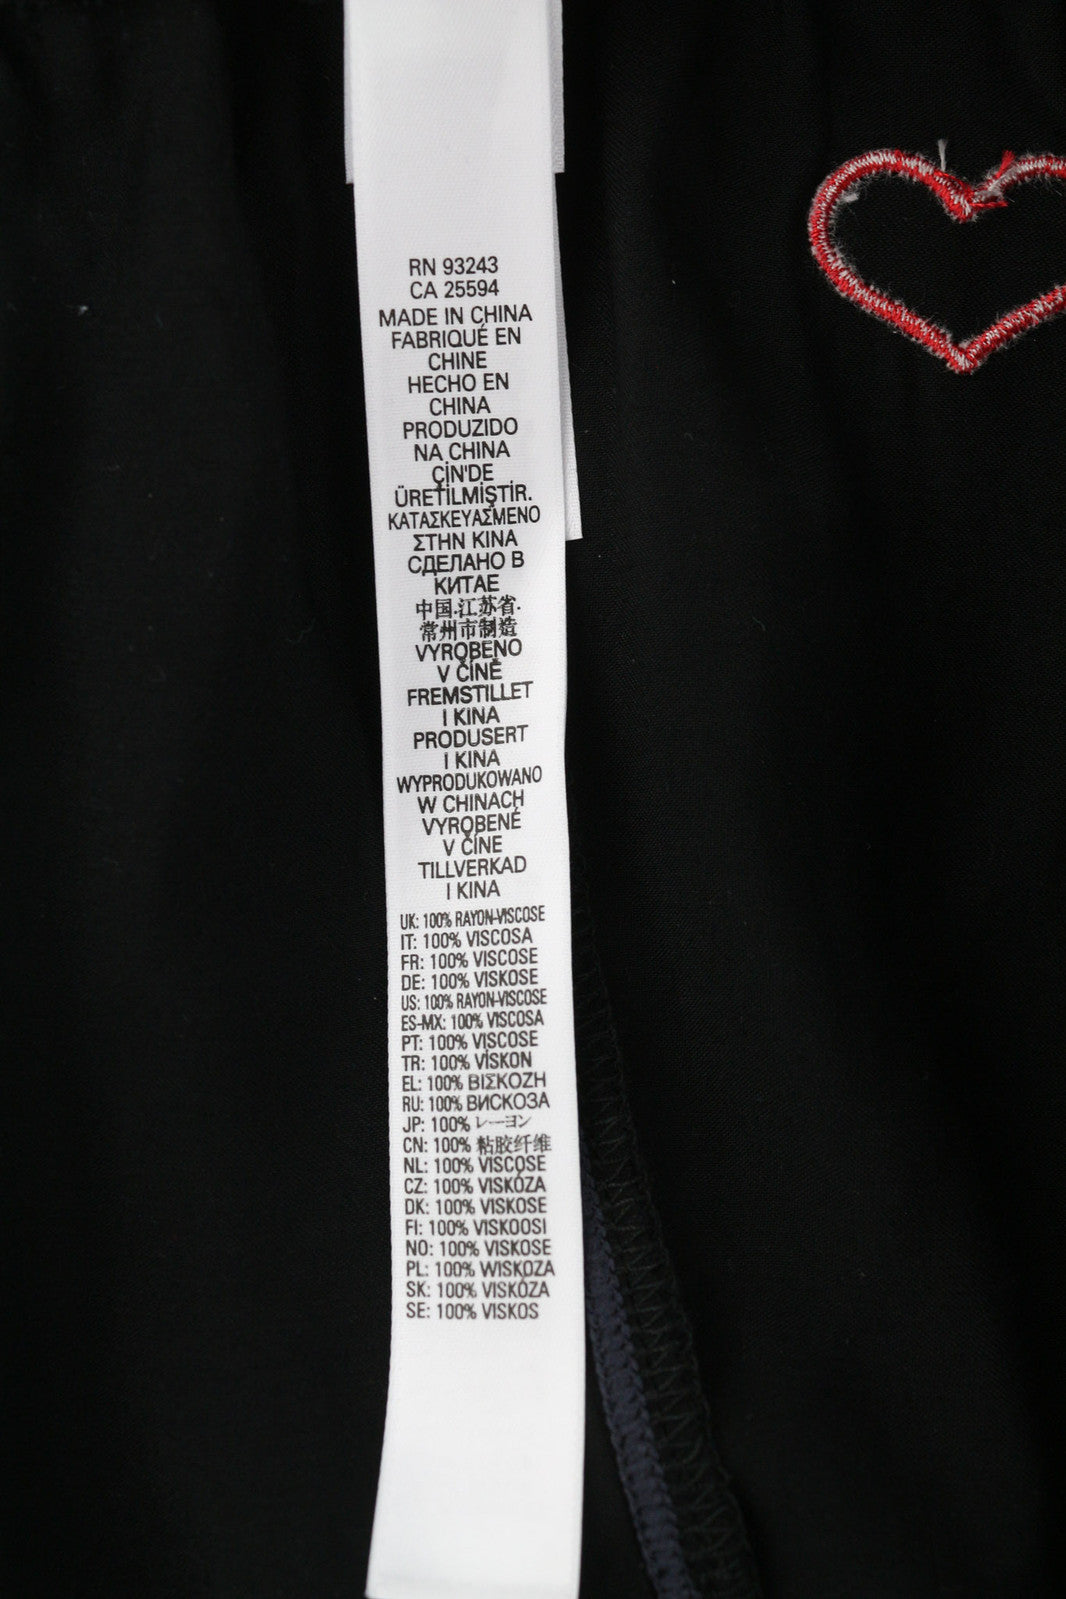 RN 93243
CA 25594
MADE IN CHINA
FABRIQUÉ EN
CHINE
HECHO EN
CHINA
PRODUZIDO
NA CHINA
ÇİN'DE
ÜRETİLMİŞTİR.
ΚΑΤΑΣΚΕΥΑΣΜΕΝΟ
ΣΤΗΝ ΚΙΝΑ
СДЕЛАНО В
КИТАЕ
中国.江苏省.
常州市制造
VYROBENO
V ČÍNĚ
FREMSTILLET
I KINA
PRODUSERT
I KINA
WYPRODUKOWANO
W CHINACH
VYROBENÉ
V ČÍNE
TILLVERKAD
I KINA
UK: 100% RAYON-VISCOSE
IT: 100% VISCOSA
FR: 100% VISCOSE
DE: 100% VISKOSE
US: 100% RAYON-VISCOSE
ES-MX: 100% VISCOSA
PT: 100% VISCOSE
TR: 100% VİSKON
EL: 100% ΒΙΣΚΟΖΗ
RU: 100% ВИСКОЗА
JP: 100% レーヨン
CN: 100% 粘胶纤维
NL: 100% VISCOSE
CZ: 100% VISKÓZA
DK: 100% VISKOSE
FI: 100% VISKOOSI
NO: 100% VISKOSE
PL: 100% WISKOZA
SK: 100% VISKÓZA
SE: 100% VISKOS